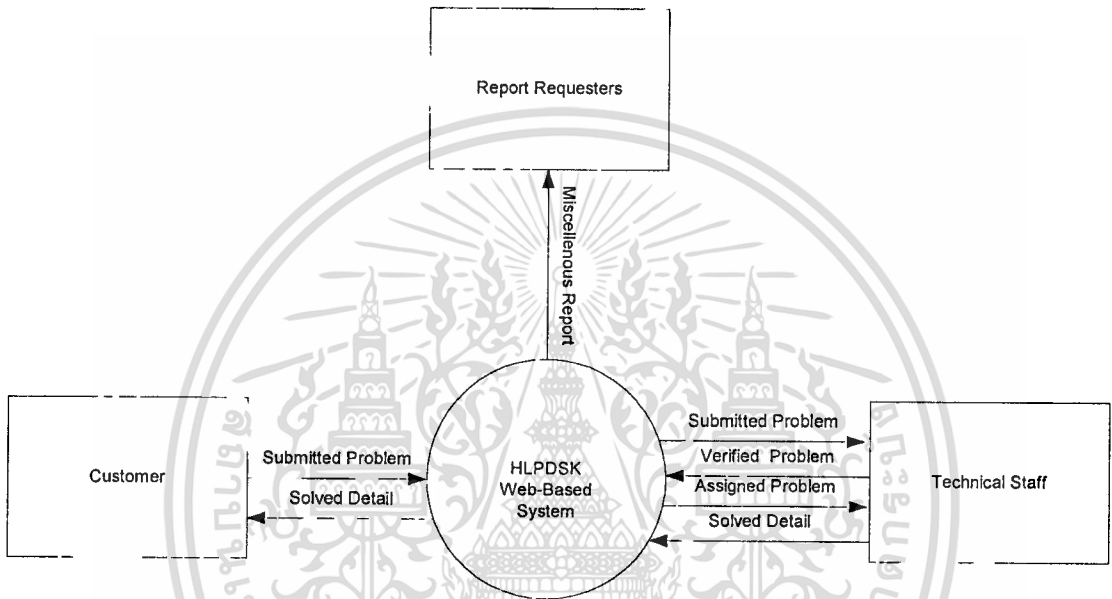 Report Requesters
Miscellenous Report
Customer
Submitted Problem
Solved Detail
HLPDSK
Web-Based
System
Submitted Problem
Verified Problem
Assigned Problem
Solved Detail
Technical Staff